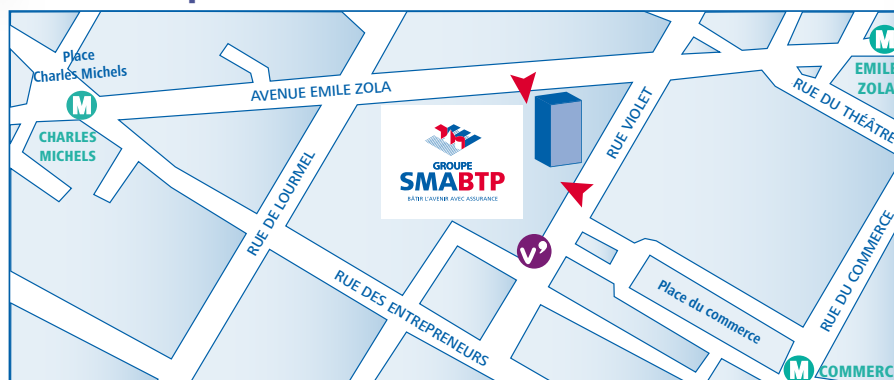 Place
Charles Michels
M
CHARLES
MICHELS
AVENUE EMILE ZOLA
M
EMILE
ZOLA
RUE DU THÉÂTRE
RUE VIOLET
GROUPE
SMABTP
BÂTIR L'AVENIR AVEC ASSURANCE
RUE DE LOURMEL
V'
RUE DES ENTREPRENEURS
Place du commerce
RUE DU COMMERCE
M
COMMERC